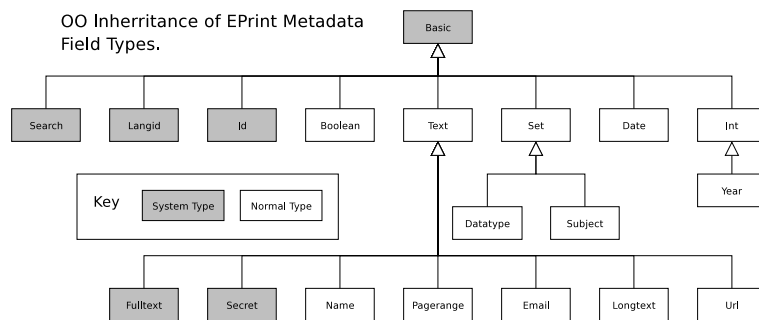 OO Inherritance of EPrint Metadata
Field Types.
Basic
Search
Langid
Id
Boolean
Text
Set
Date
Int
Key
System Type
Normal Type
Year
Datatype
Subject
Fulltext
Secret
Name
Pagerange
Email
Longtext
Url